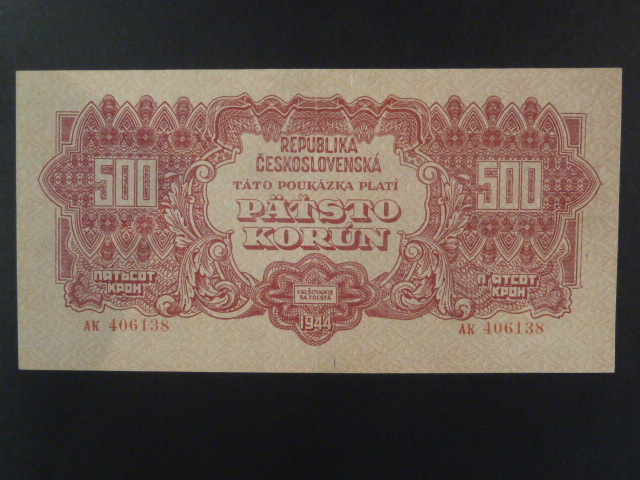 REPUBLIKA
ČESKOSLOVENSKÁ
TÁTO POUKÁZKA PLATÍ
500
PÄŤSTO
KORÚN
500
ПЯТЬСОТ
КРОН
П'ЯТСОТ
КРОН
FALŠOVANIE
SA TRESTÁ
1944
AK 406138
AK 406138